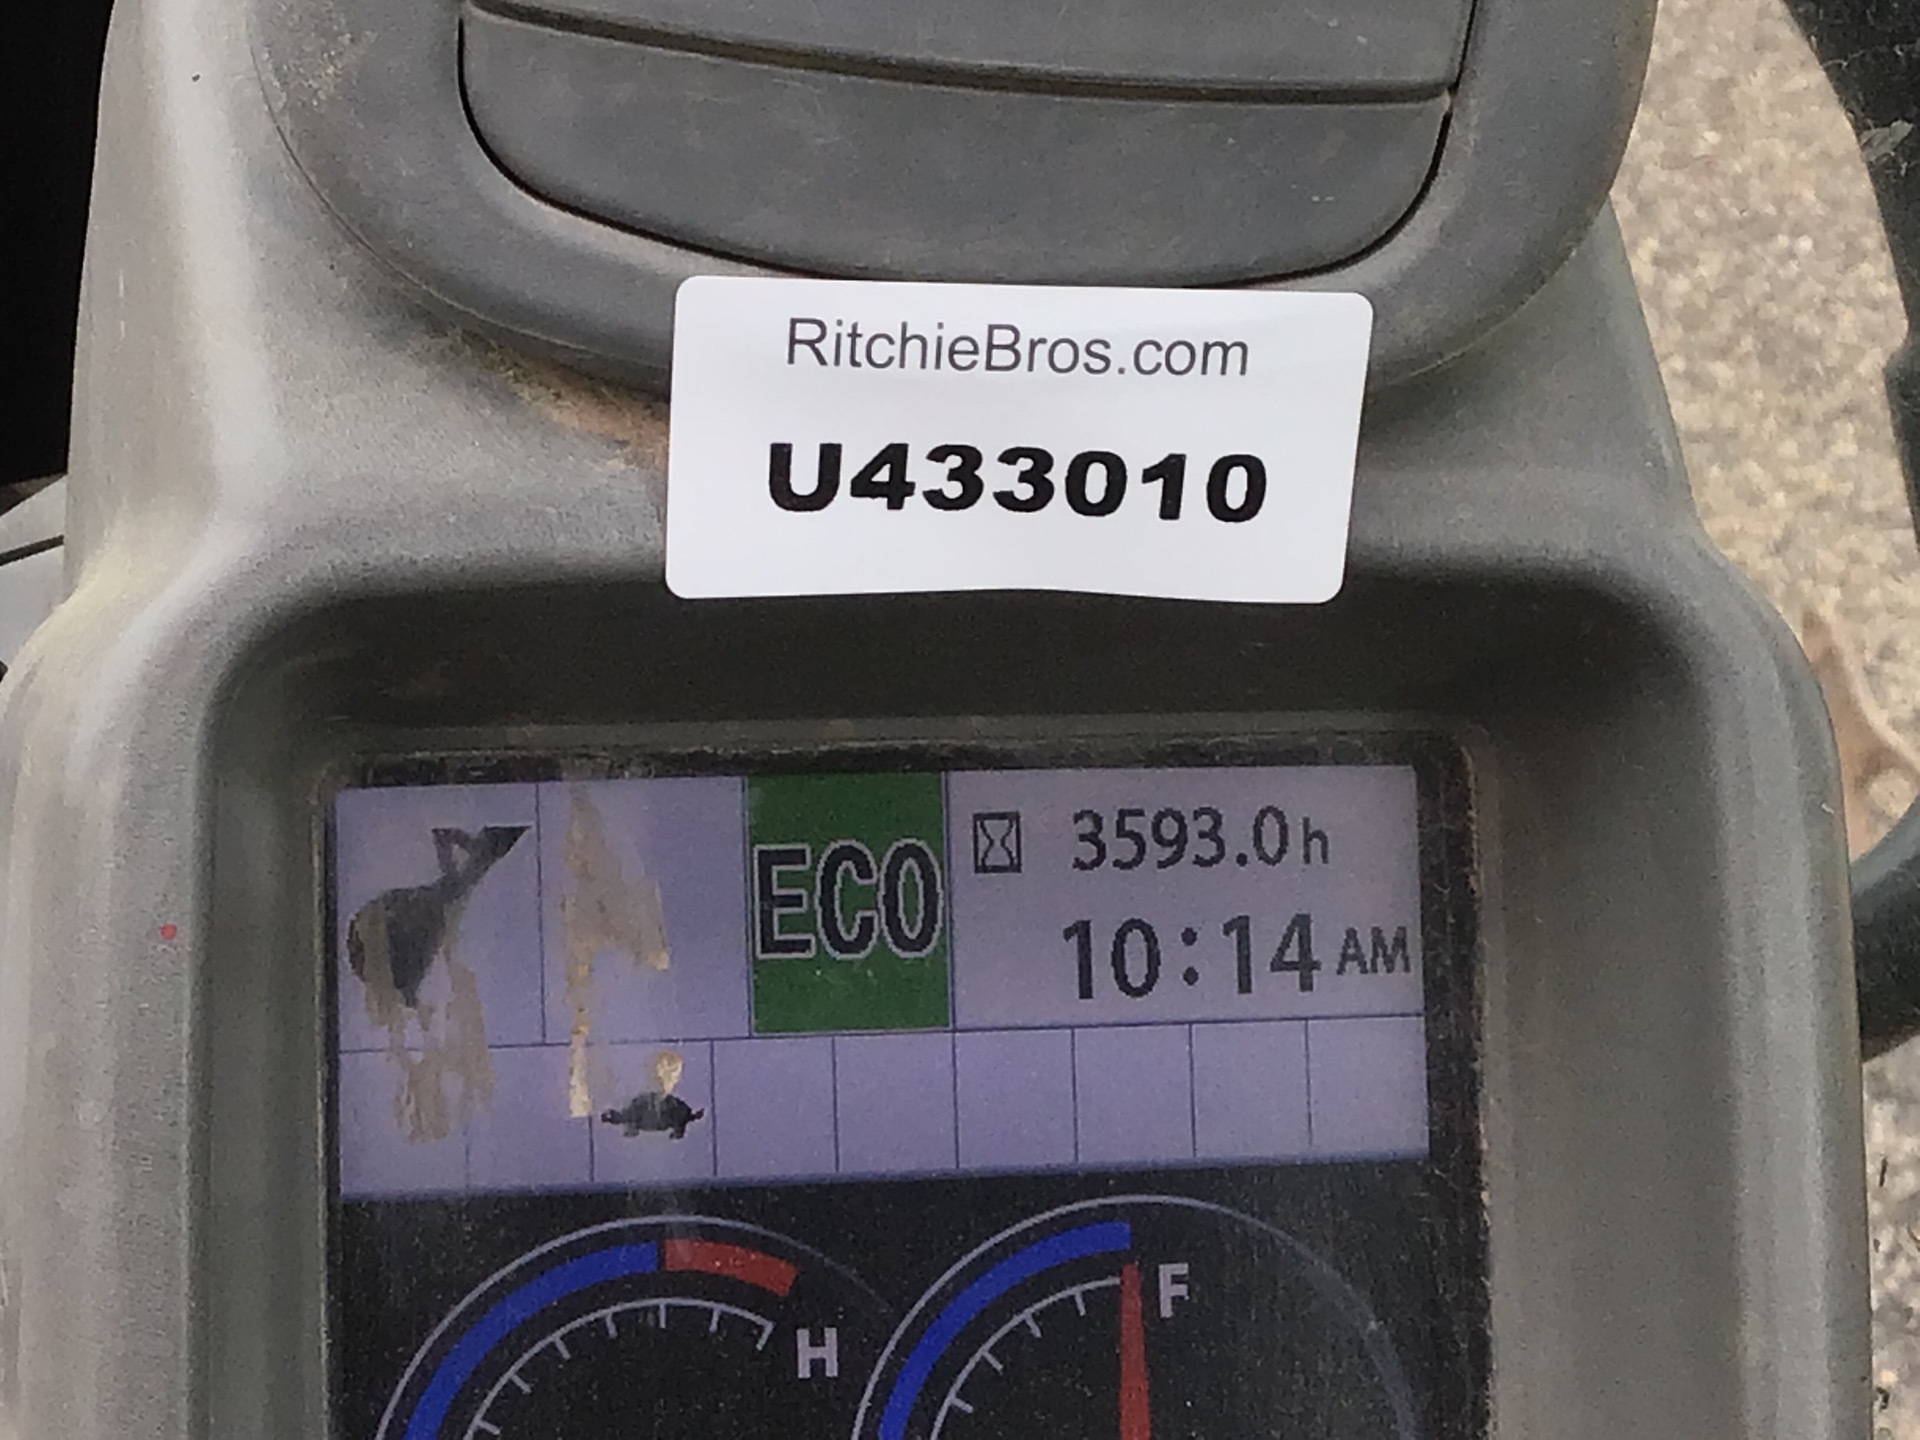 RitchieBros.com
U433010
ECO
3593.0h
10:14 AM
H
F